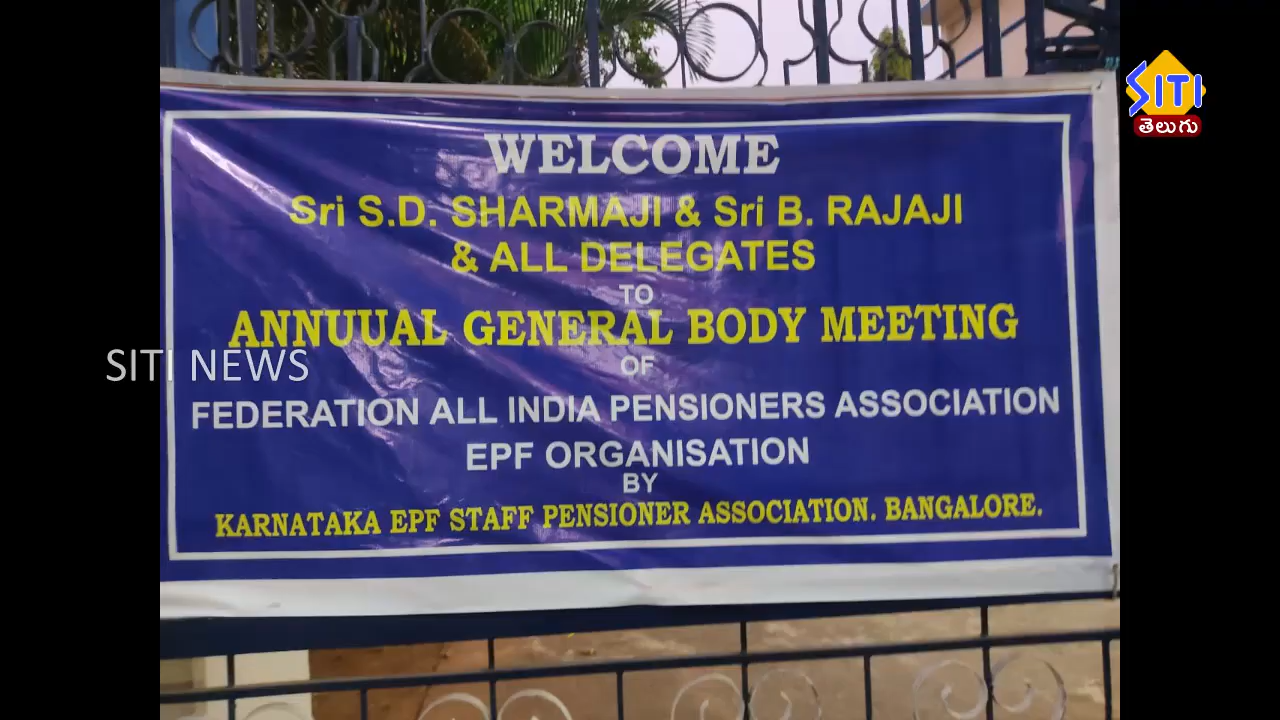 WELCOME
Sri S.D. SHARMAJI & Sri B. RAJAJI
& ALL DELEGATES
TO
ANNUUAL GENERAL BODY MEETING
OF
FEDERATION ALL INDIA PENSIONERS ASSOCIATION
EPF ORGANISATION
BY
KARNATAKA EPF STAFF PENSIONER ASSOCIATION. BANGALORE.
SITI NEWS
SITI
తెలుగు